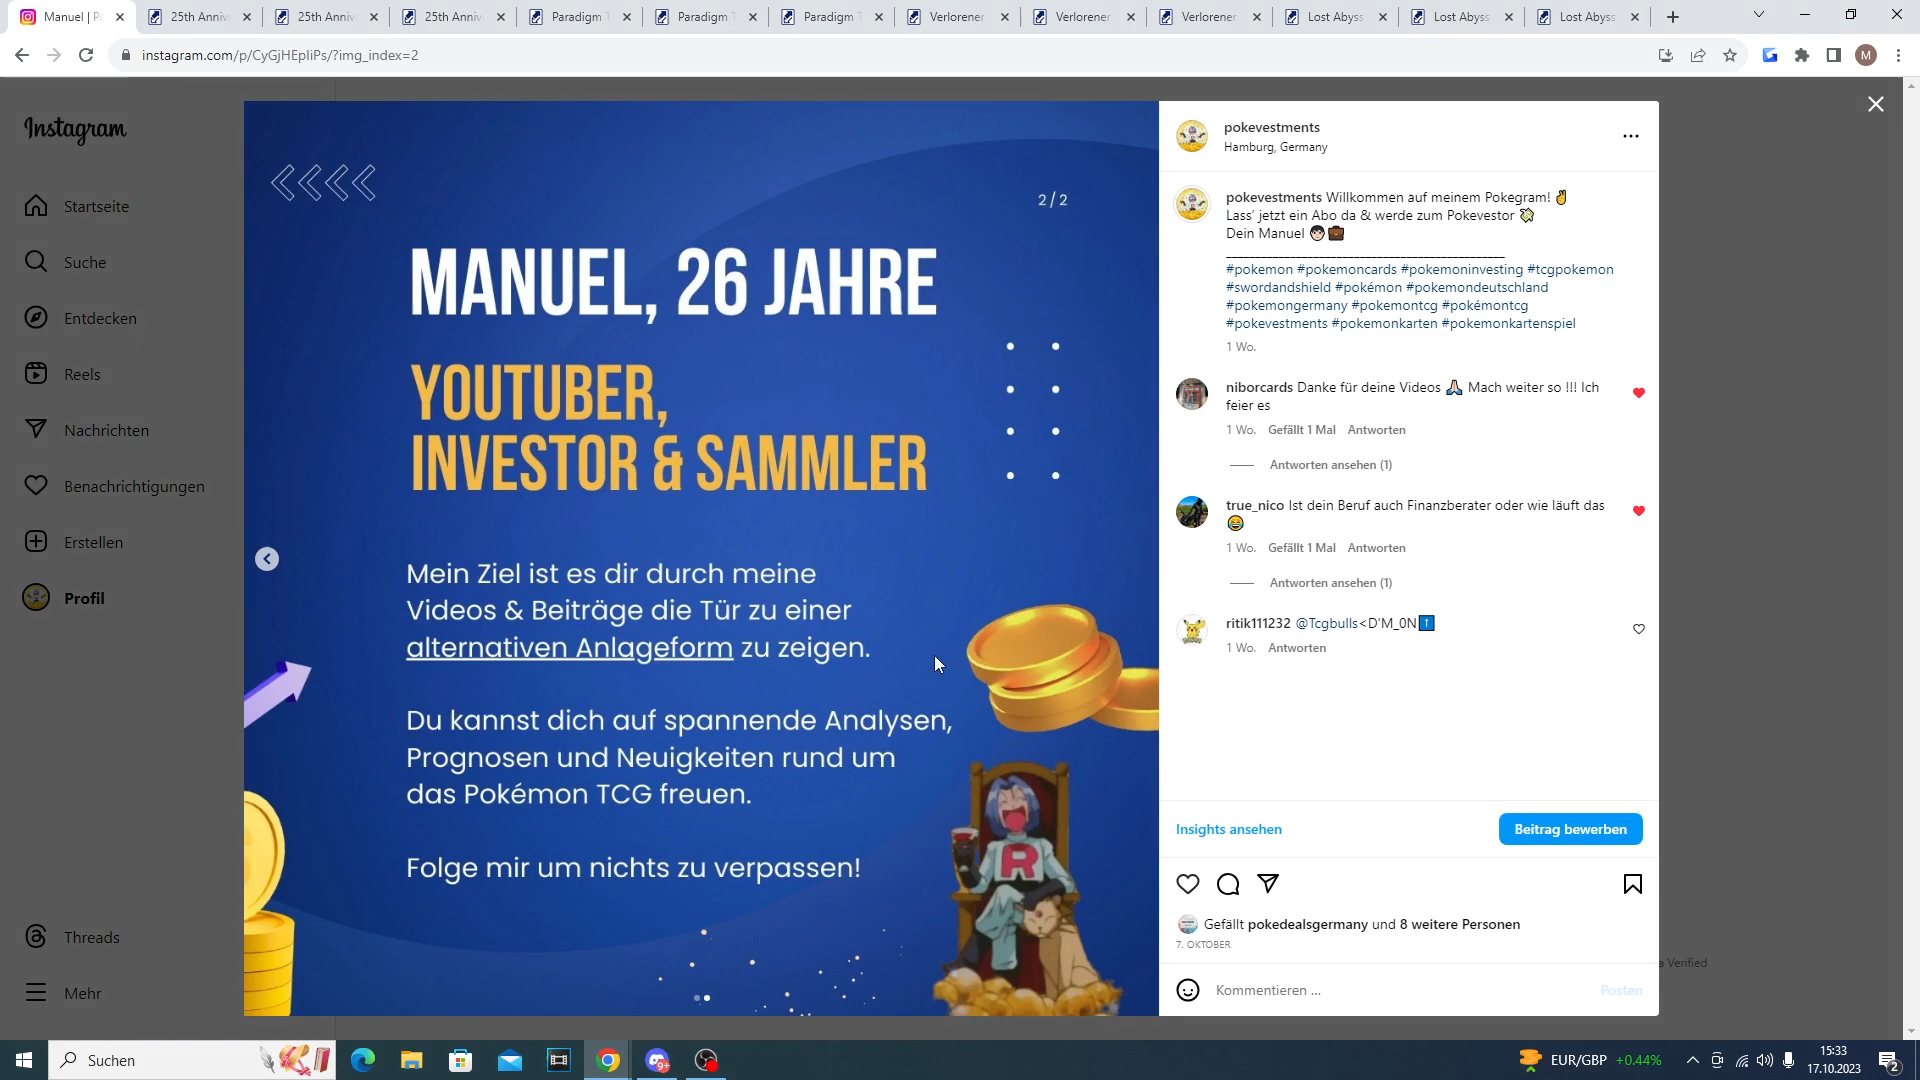 Manuel | P
25th Anniv
25th Anniv
25th Anniv
Paradigm T
Paradigm T
Paradigm T
Verlorener
Verlorener
Verlorener
Lost Abyss
Lost Abyss
Lost Abyss
instagram.com/p/CyGjHEpIiPs/?img_index=2
M
Instagram
Startseite
Suche
Entdecken
Reels
Nachrichten
Benachrichtigungen
Erstellen
Profil
Threads
Mehr
2/2
MANUEL, 26 JAHRE
YOUTUBER,
INVESTOR & SAMMLER
Mein Ziel ist es dir durch meine
Videos & Beiträge die Tür zu einer
alternativen Anlageform zu zeigen.
Du kannst dich auf spannende Analysen,
Prognosen und Neuigkeiten rund um
das Pokémon TCG freuen.
Folge mir um nichts zu verpassen!
R
pokevestments
Hamburg, Germany
pokevestments Willkommen auf meinem Pokegram! ✌
Lass' jetzt ein Abo da & werde zum Pokevestor 💸
Dein Manuel 👨🏻💼
#pokemon #pokemoncards #pokemoninvesting #tcgpokemon
#swordandshield #pokémon #pokemondeutschland
#pokemongermany #pokemontcg #pokémontcg
#pokevestments #pokemonkarten #pokemonkartenspiel
1 Wo.
niborcards Danke für deine Videos 🙏🏻 Mach weiter so !!! Ich
feier es
1 Wo. Gefällt 1 Mal Antworten
Antworten ansehen (1)
true_nico Ist dein Beruf auch Finanzberater oder wie läuft das
😂
1 Wo. Gefällt 1 Mal Antworten
Antworten ansehen (1)
ritik111232 @Tcgbulls<D'M_0N⬆
1 Wo. Antworten
Insights ansehen
Beitrag bewerben
Gefällt pokedealsgermany und 8 weitere Personen
7. OKTOBER
Kommentieren ...
Posten
a Verified
Suchen
9+
EUR/GBP +0.44%
15:33
17.10.2023
2